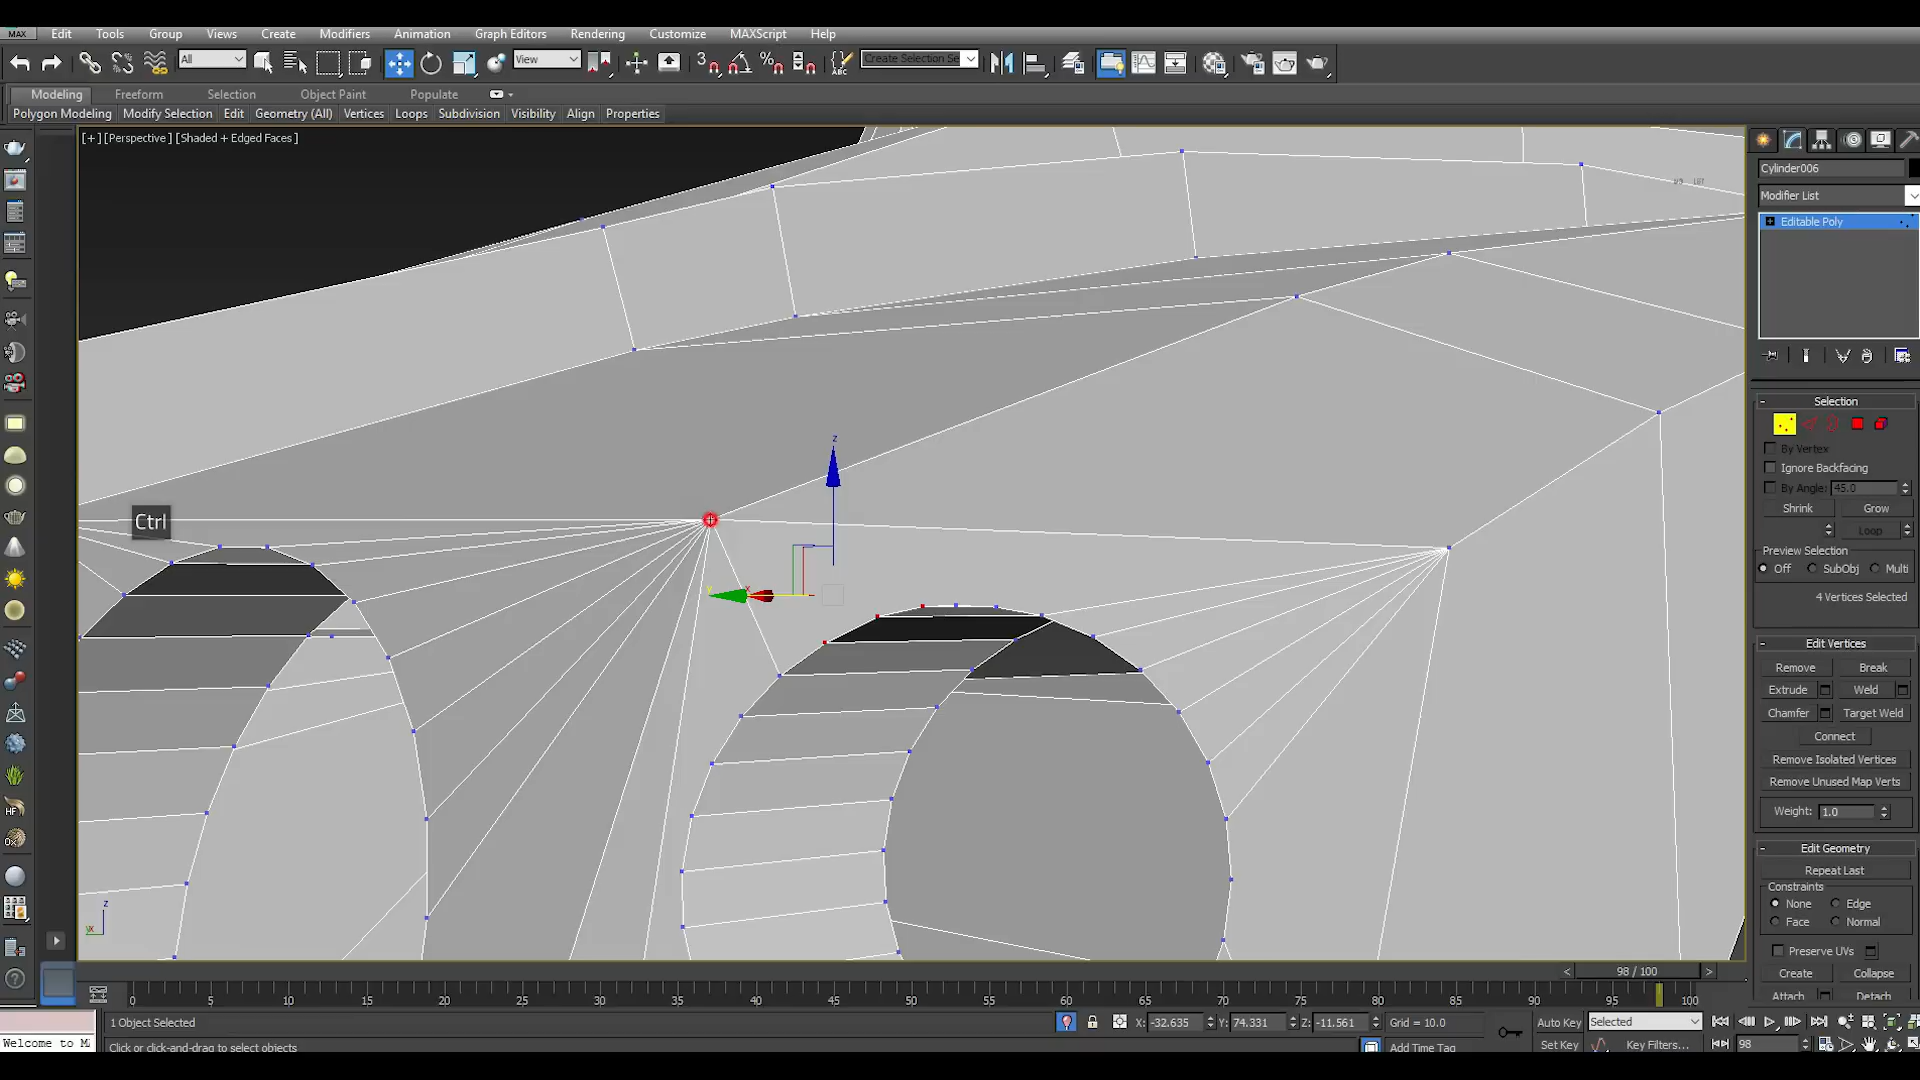 MAX Edit Tools Group Views Create Modifiers Animation Graph Editors Rendering Customize MAXScript Help
All View Create Selection Se
Modeling Freeform Selection Object Paint Populate
Polygon Modeling Modify Selection Edit Geometry (All) Vertices Loops Subdivision Visibility Align Properties
[+] [Perspective] [Shaded + Edged Faces]
Cylinder006
Modifier List
Editable Poly
- Selection
By Vertex
Ignore Backfacing
By Angle: 45.0
Shrink Grow
Loop
Preview Selection
Off SubObj Multi
4 Vertices Selected
- Edit Vertices
Remove Break
Extrude Weld
Chamfer Target Weld
Connect
Remove Isolated Vertices
Remove Unused Map Verts
Weight: 1.0
- Edit Geometry
Repeat Last
Constraints
None Edge
Face Normal
Preserve UVs
Create Collapse
Attach Detach
Ctrl
z
y x
z
HF
< 98 / 100 >
0 5 10 15 20 25 30 35 40 45 50 55 60 65 70 75 80 85 90 95 100
1 Object Selected X: -32.635 Y: 74.331 Z: -11.561 Grid = 10.0 Auto Key Selected
Welcome to Click or click-and-drag to select objects Add Time Tag Set Key Key Filters... 98